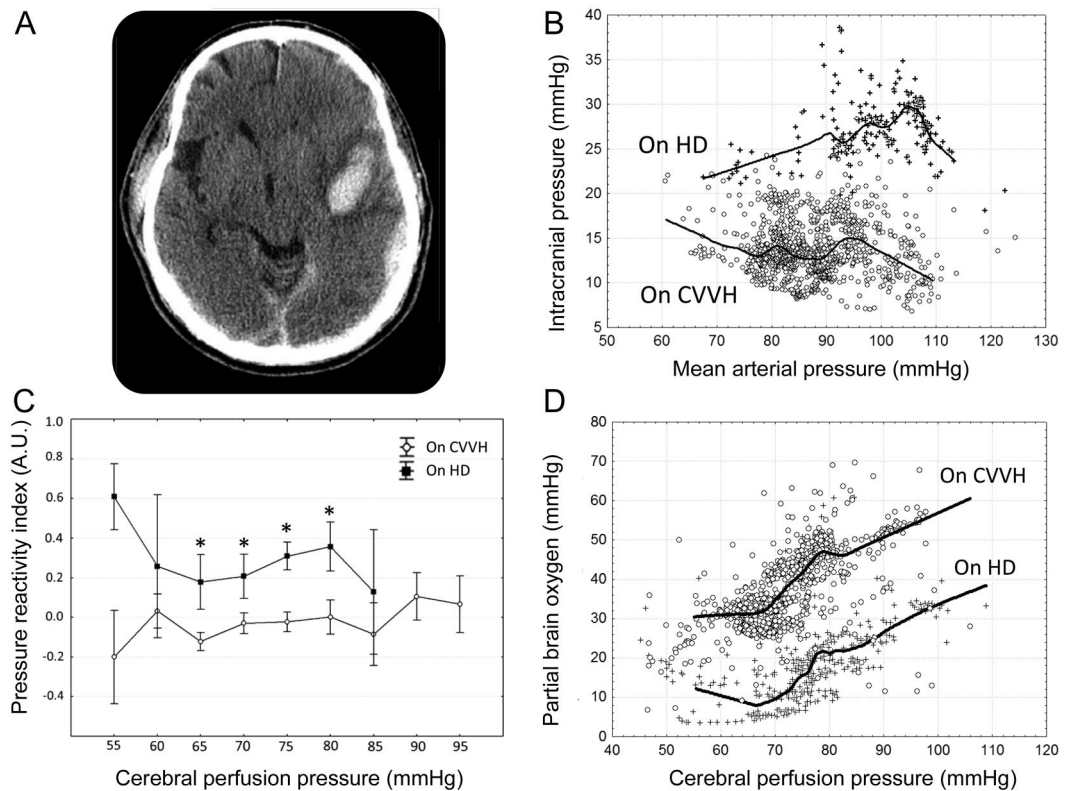 A
B
40
35
30
25
20
15
10
5
Intracranial pressure (mmHg)
On HD
On CVVH
50 60 70 80 90 100 110 120 130
Mean arterial pressure (mmHg)
C
1.0
0.8
0.6
0.4
0.2
0.0
-0.2
-0.4
Pressure reactivity index (A.U.)
On CVVH
On HD
* * * *
55 60 65 70 75 80 85 90 95
Cerebral perfusion pressure (mmHg)
D
80
70
60
50
40
30
20
10
0
Partial brain oxygen (mmHg)
On CVVH
On HD
40 50 60 70 80 90 100 120
Cerebral perfusion pressure (mmHg)